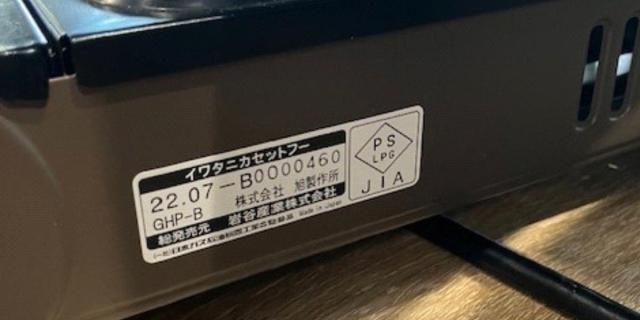 イワタニカセットフー
22.07-B0000460
GHP-B 株式会社 旭製作所
総発売元 岩谷産業株式会社
Made in Japan
PS
LPG
JIA